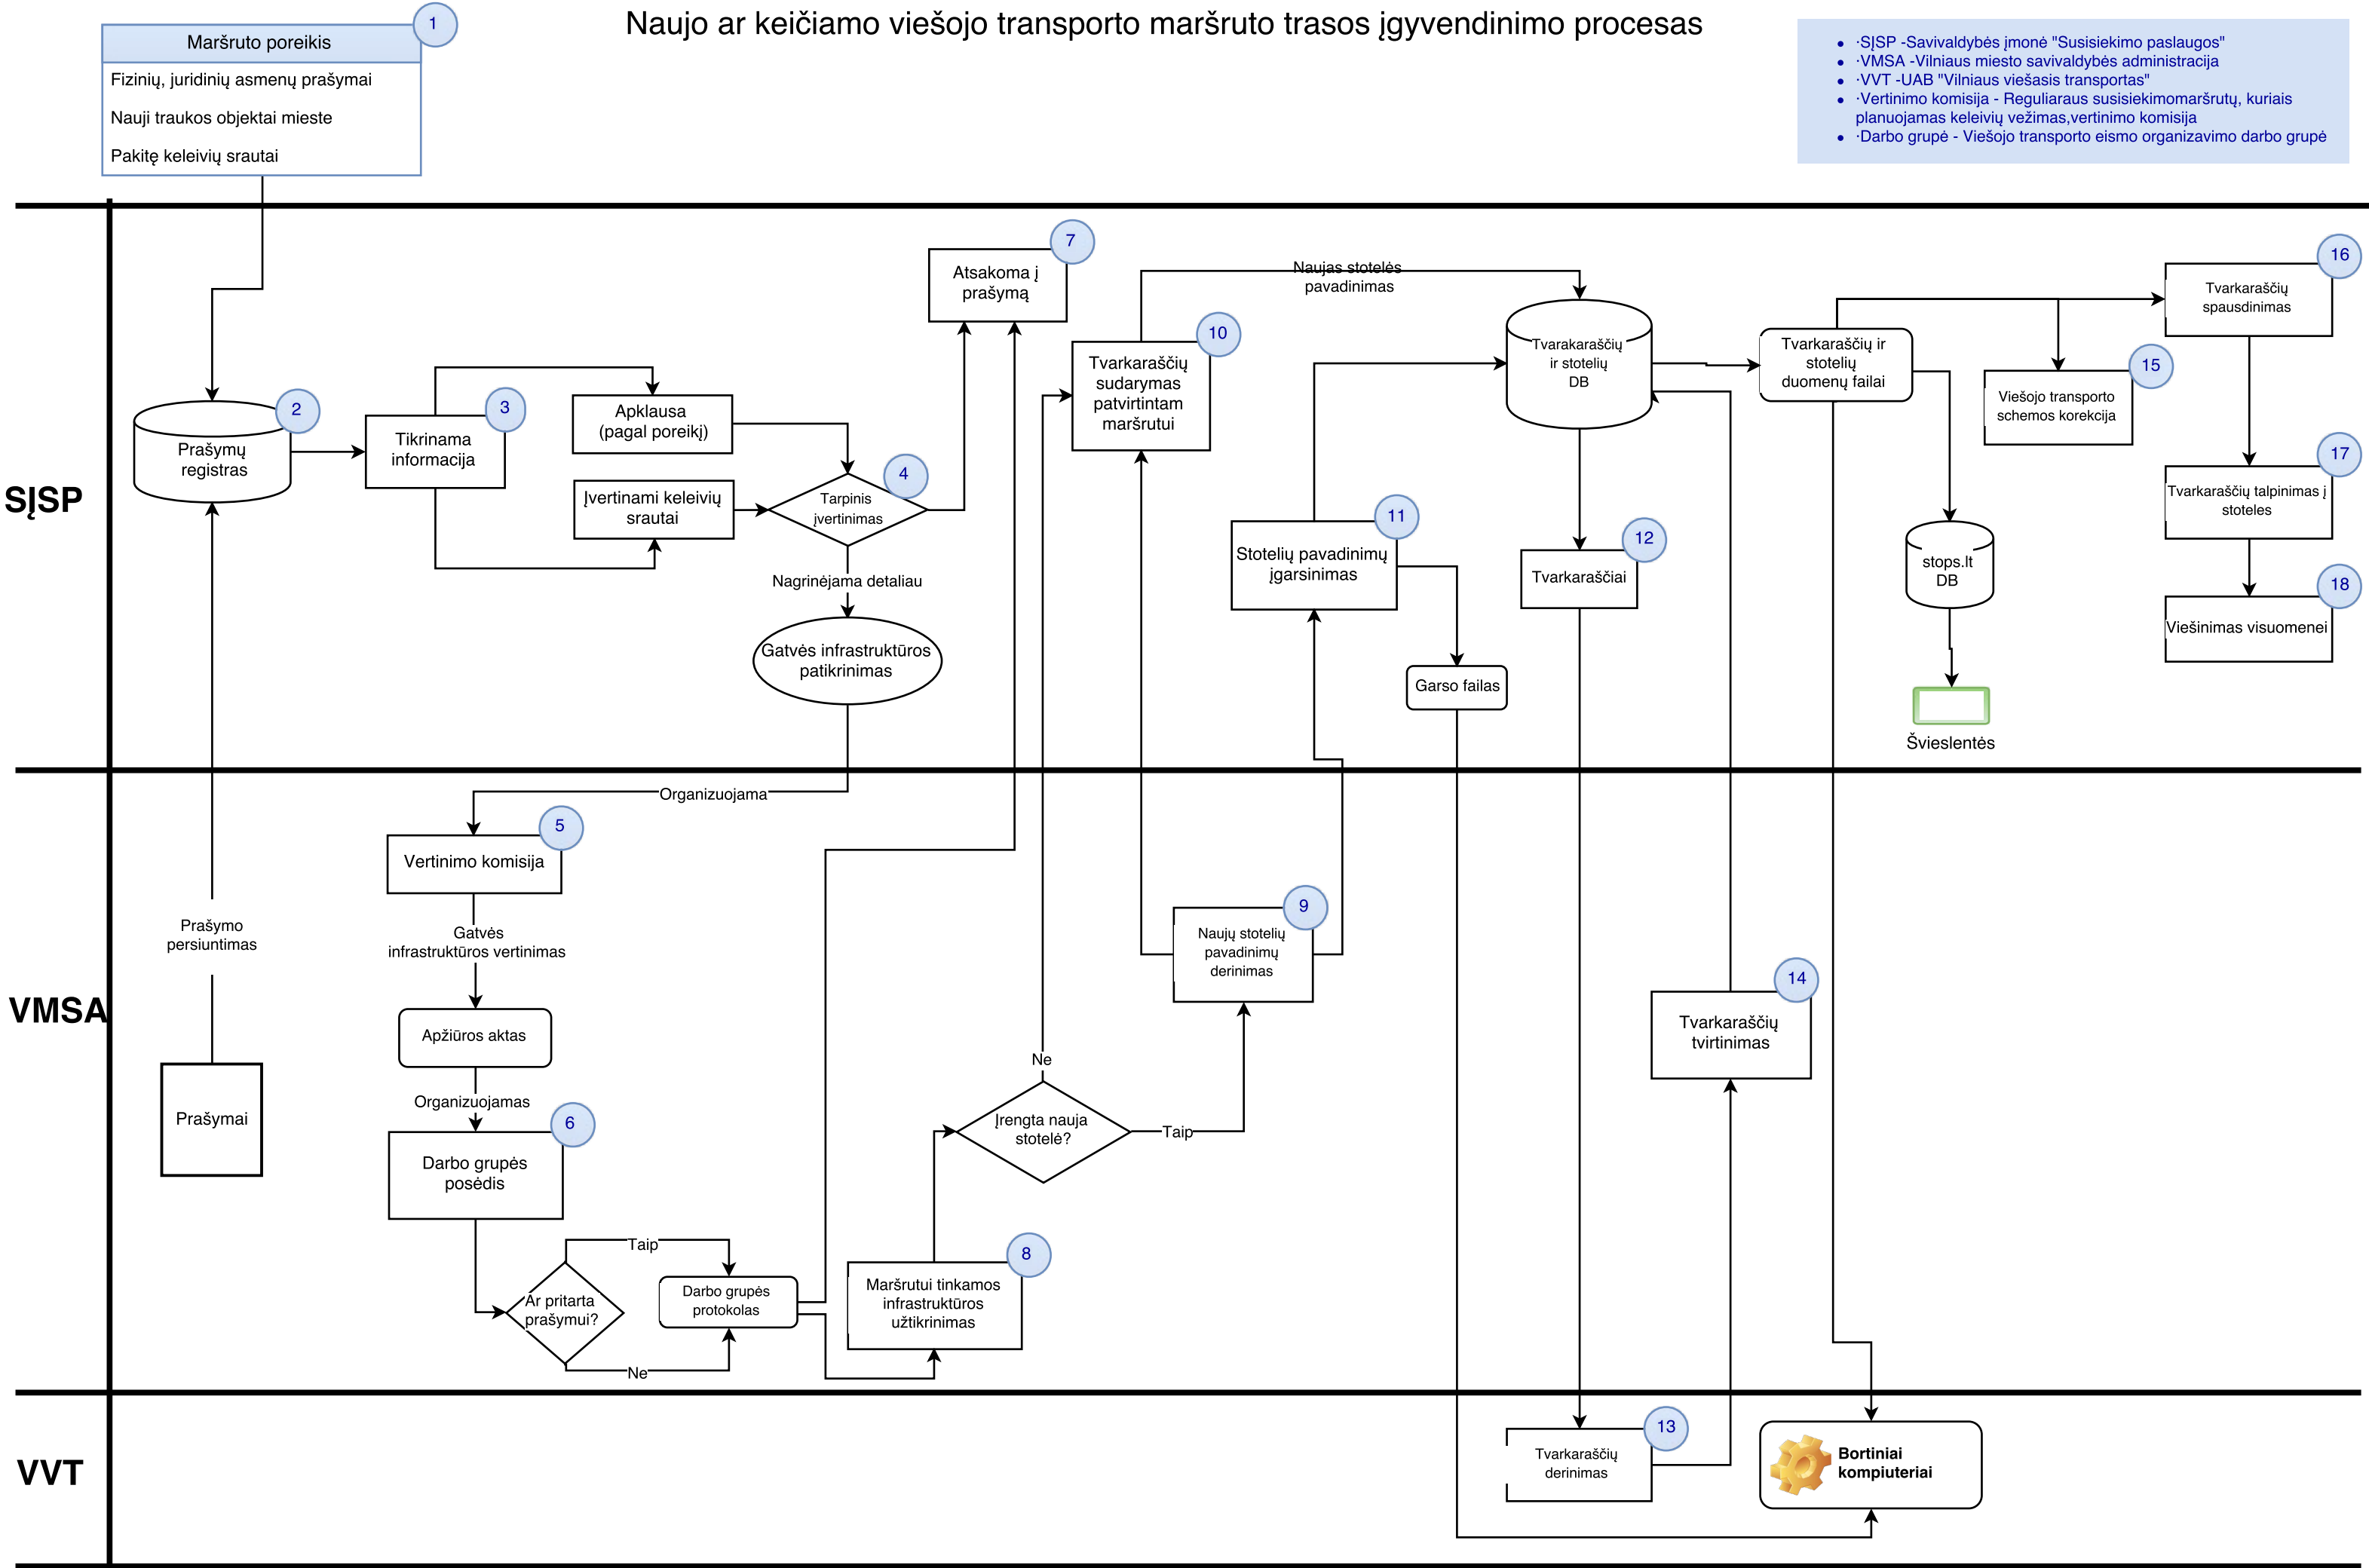 Naujo ar keičiamo viešojo transporto maršruto trasos įgyvendinimo procesas
1
Maršruto poreikis
Fizinių, juridinių asmenų prašymai
Nauji traukos objektai mieste
Pakitę keleivių srautai
·SĮSP -Savivaldybės įmonė "Susisiekimo paslaugos"
·VMSA -Vilniaus miesto savivaldybės administracija
·VVT -UAB "Vilniaus viešasis transportas"
·Vertinimo komisija - Reguliaraus susisiekimomaršrutų, kuriais
planuojamas keleivių vežimas,vertinimo komisija
·Darbo grupė - Viešojo transporto eismo organizavimo darbo grupė
SĮSP
2
Prašymų
registras
3
Tikrinama
informacija
Apklausa
(pagal poreikį)
Įvertinami keleivių
srautai
4
Tarpinis
įvertinimas
Nagrinėjama detaliau
Gatvės infrastruktūros
patikrinimas
7
Atsakoma į
prašymą
10
Tvarkaraščių
sudarymas
patvirtintam
maršrutui
Naujas stotelės
pavadinimas
11
Stotelių pavadinimų
įgarsinimas
Garso failas
Tvarakaraščių
ir stotelių
DB
12
Tvarkaraščiai
Tvarkaraščių ir
stotelių
duomenų failai
stops.lt
DB
Švieslentės
15
Viešojo transporto
schemos korekcija
16
Tvarkaraščių
spausdinimas
17
Tvarkaraščių talpinimas į
stoteles
18
Viešinimas visuomenei
VMSA
Prašymo
persiuntimas
Prašymai
Organizuojama
5
Vertinimo komisija
Gatvės
infrastruktūros vertinimas
Apžiūros aktas
Organizuojamas
6
Darbo grupės
posėdis
Ar pritarta
prašymui?
Taip
Ne
Darbo grupės
protokolas
8
Maršrutui tinkamos
infrastruktūros
užtikrinimas
Ne
Įrengta nauja
stotelė?
Taip
9
Naujų stotelių
pavadinimų
derinimas
14
Tvarkaraščių
tvirtinimas
VVT
13
Tvarkaraščių
derinimas
Bortiniai
kompiuteriai